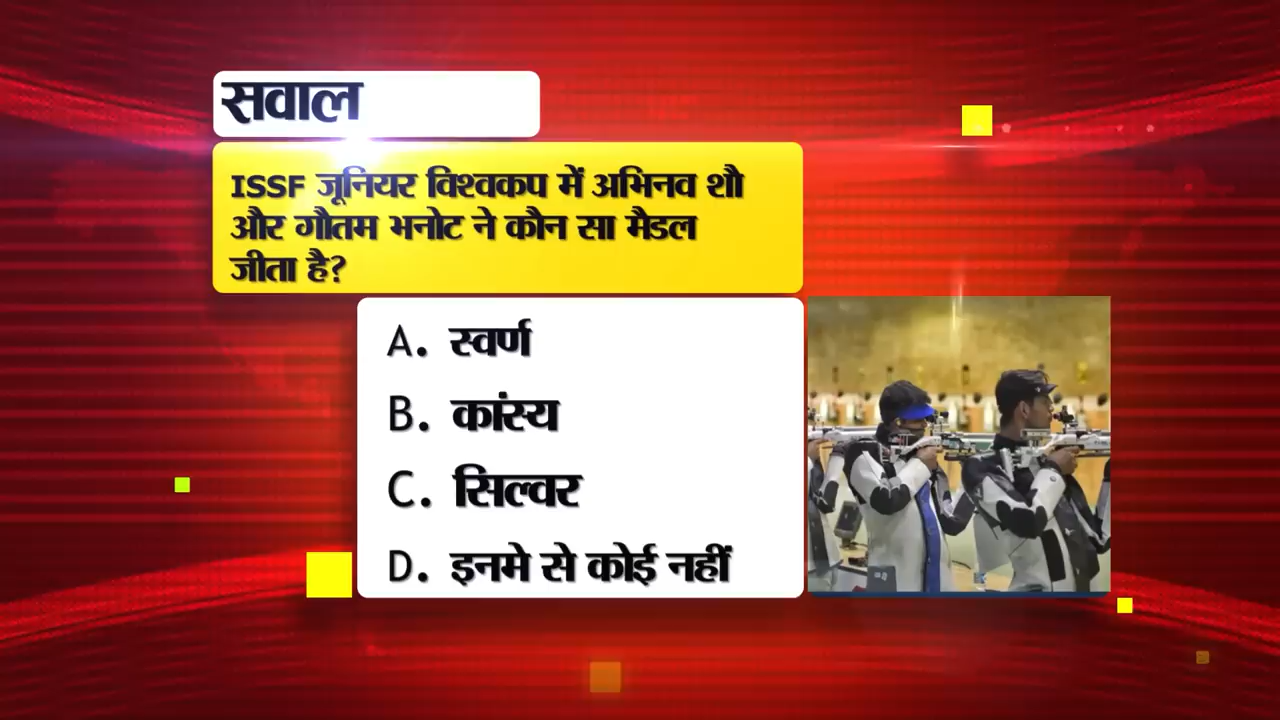 सवाल
ISSF जूनियर विश्वकप में अभिनव शौ
और गौतम भनोट ने कौन सा मैडल
जीता है?
A. स्वर्ण
B. कांस्य
C. सिल्वर
D. इनमे से कोई नहीं